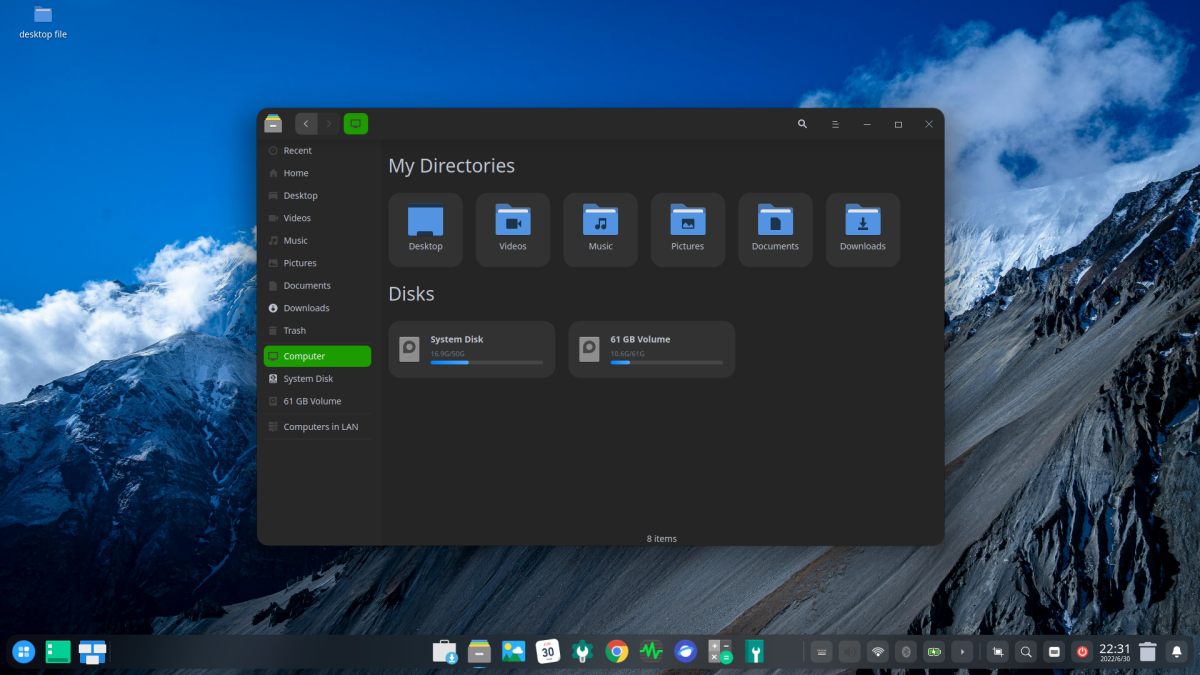 desktop file
Recent
Home
Desktop
Videos
Music
Pictures
Documents
Downloads
Trash
Computer
System Disk
61 GB Volume
Computers in LAN
My Directories
Desktop
Videos
Music
Pictures
Documents
Downloads
Disks
System Disk
16.9G/50G
61 GB Volume
10.6G/61G
8 items
30
22:31
2022/6/30